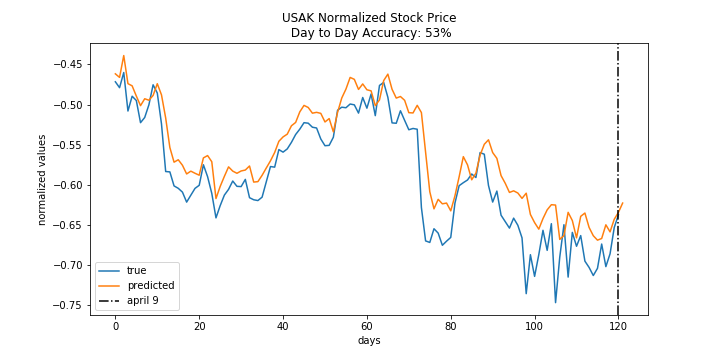 USAK Normalized Stock Price
Day to Day Accuracy: 53%
normalized values
−0.45
−0.50
−0.55
−0.60
−0.65
−0.70
−0.75
true
predicted
april 9
0
20
40
60
80
100
120
days